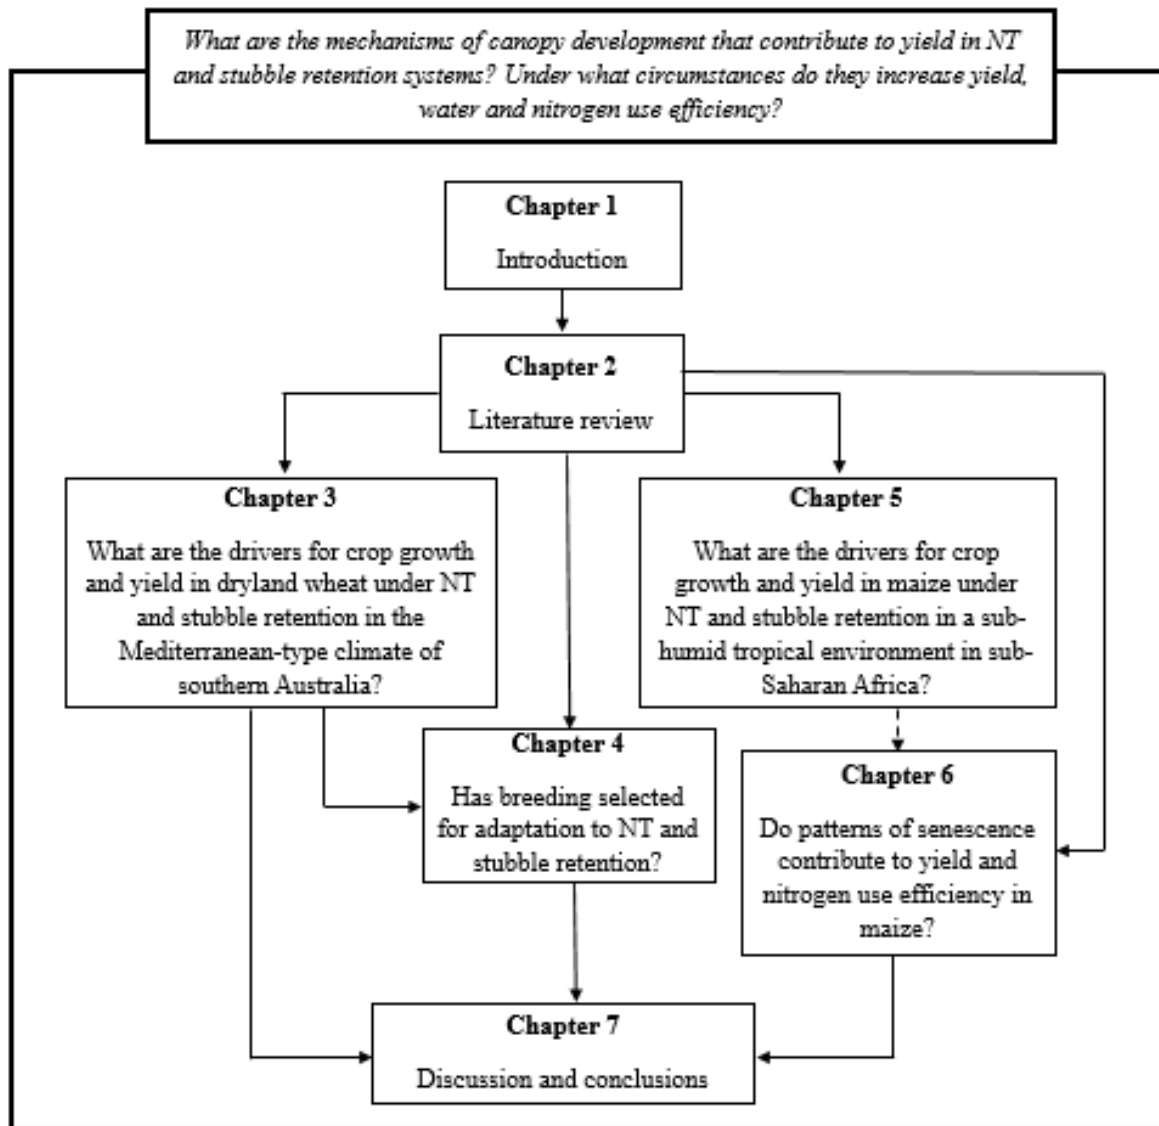 What are the mechanisms of canopy development that contribute to yield in NT
and stubble retention systems? Under what circumstances do they increase yield,
water and nitrogen use efficiency?
Chapter 1
Introduction
Chapter 2
Literature review
Chapter 3
What are the drivers for crop growth
and yield in dryland wheat under NT
and stubble retention in the
Mediterranean-type climate of
southern Australia?
Chapter 5
What are the drivers for crop
growth and yield in maize under
NT and stubble retention in a sub-
humid tropical environment in sub-
Saharan Africa?
Chapter 4
Has breeding selected
for adaptation to NT and
stubble retention?
Chapter 6
Do patterns of senescence
contribute to yield and
nitrogen use efficiency in
maize?
Chapter 7
Discussion and conclusions